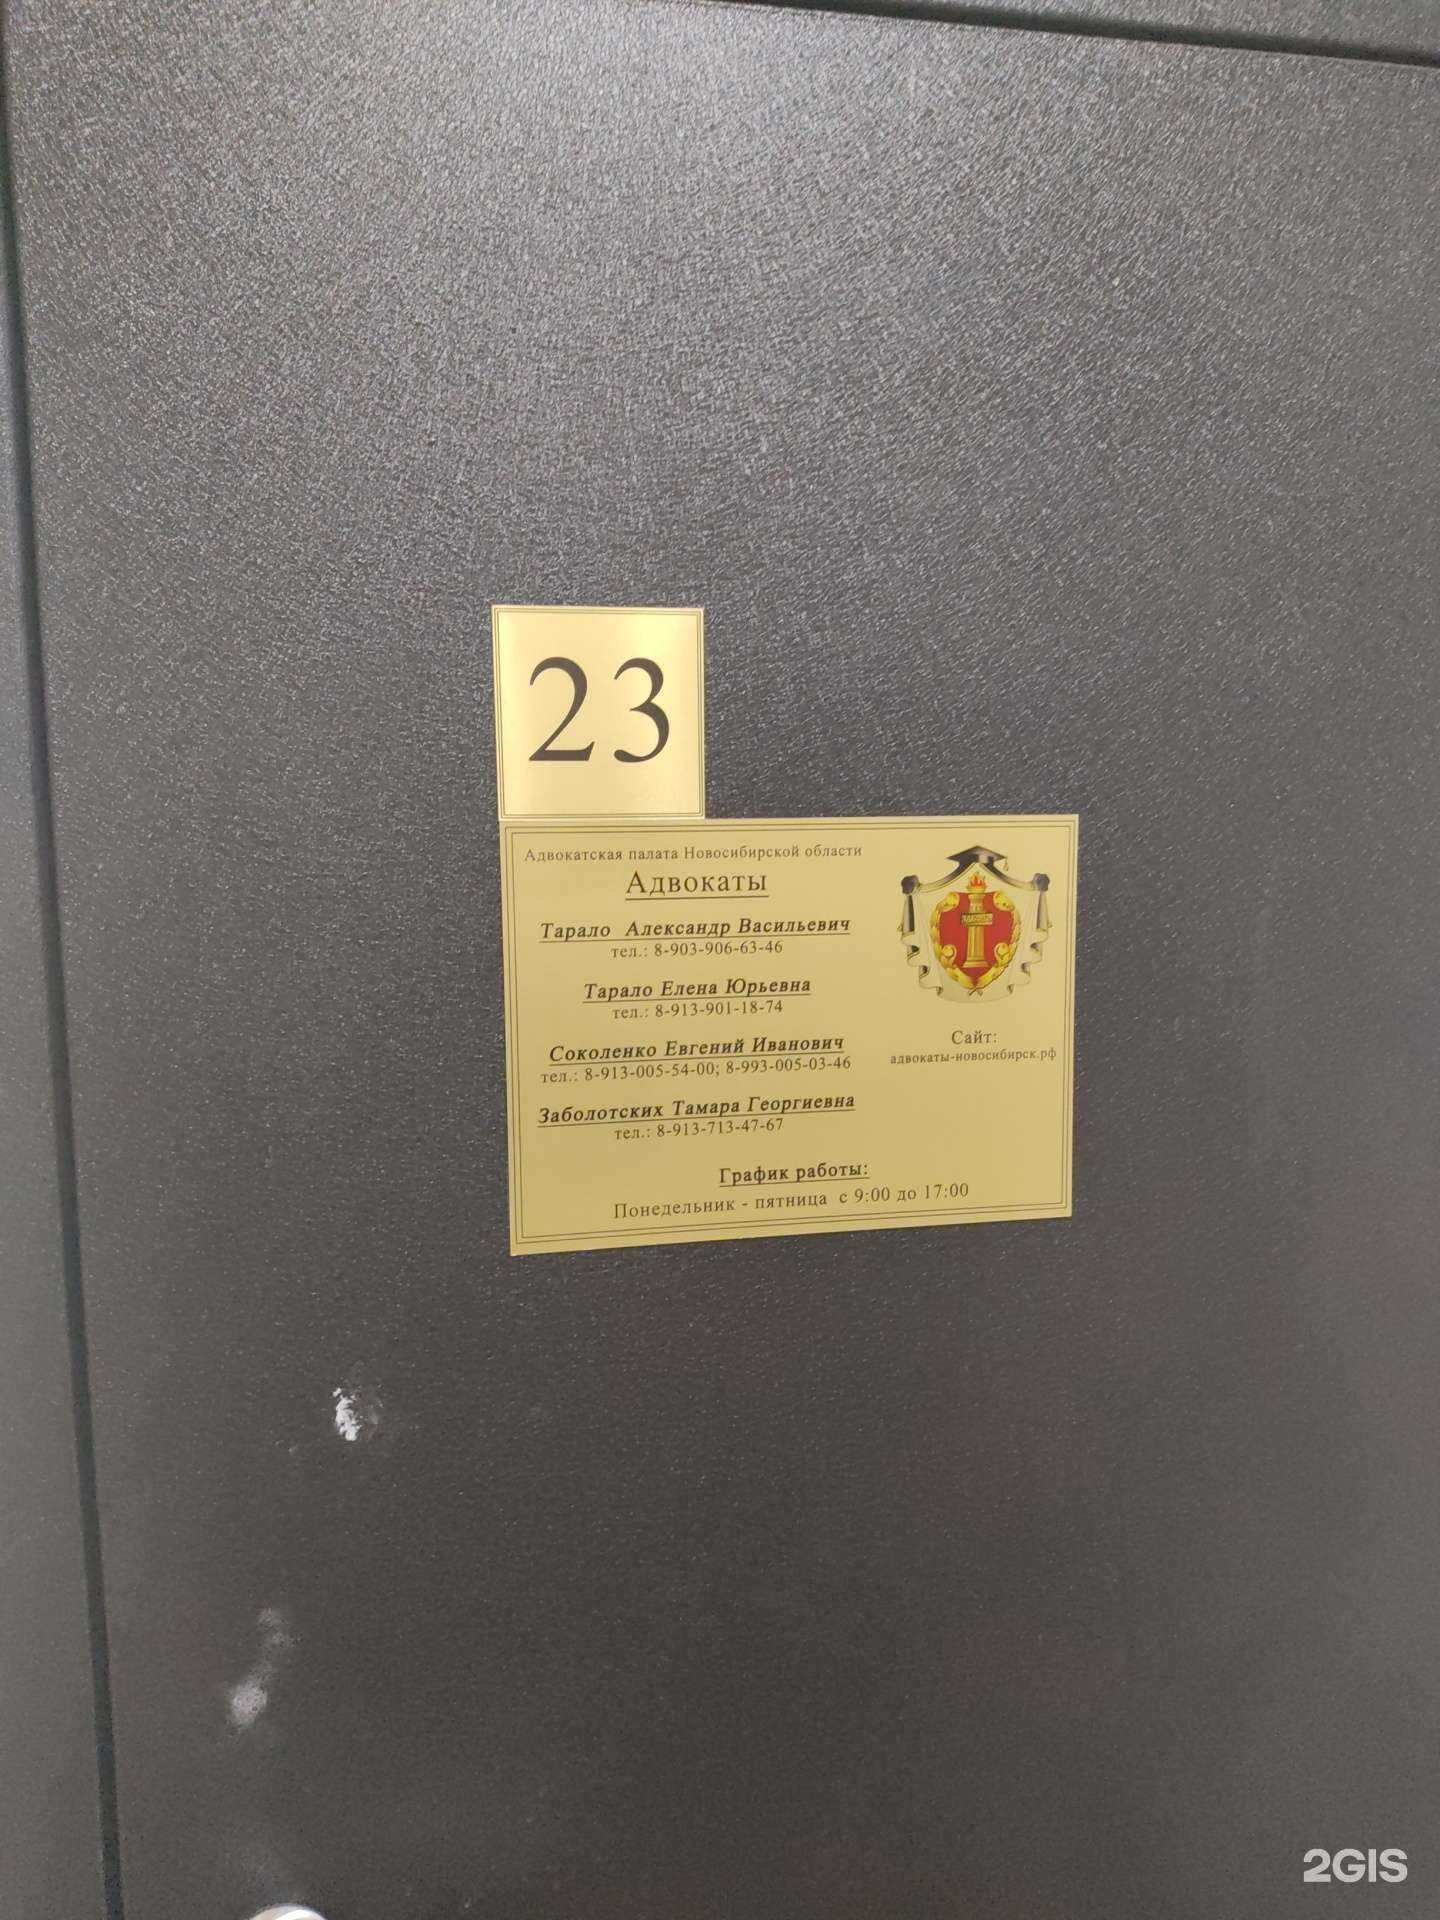 23
Адвокатская палата Новосибирской области
Адвокаты
Тарало Александр Васильевич
тел.: 8-903-906-63-46
Тарало Елена Юрьевна
тел.: 8-913-901-18-74
Соколенко Евгений Иванович
тел.: 8-913-005-54-00; 8-993-005-03-46
Заболотских Тамара Георгиевна
тел.: 8-913-713-47-67
Сайт:
адвокаты-новосибирск.рф
График работы:
Понедельник - пятница с 9:00 до 17:00
2GIS